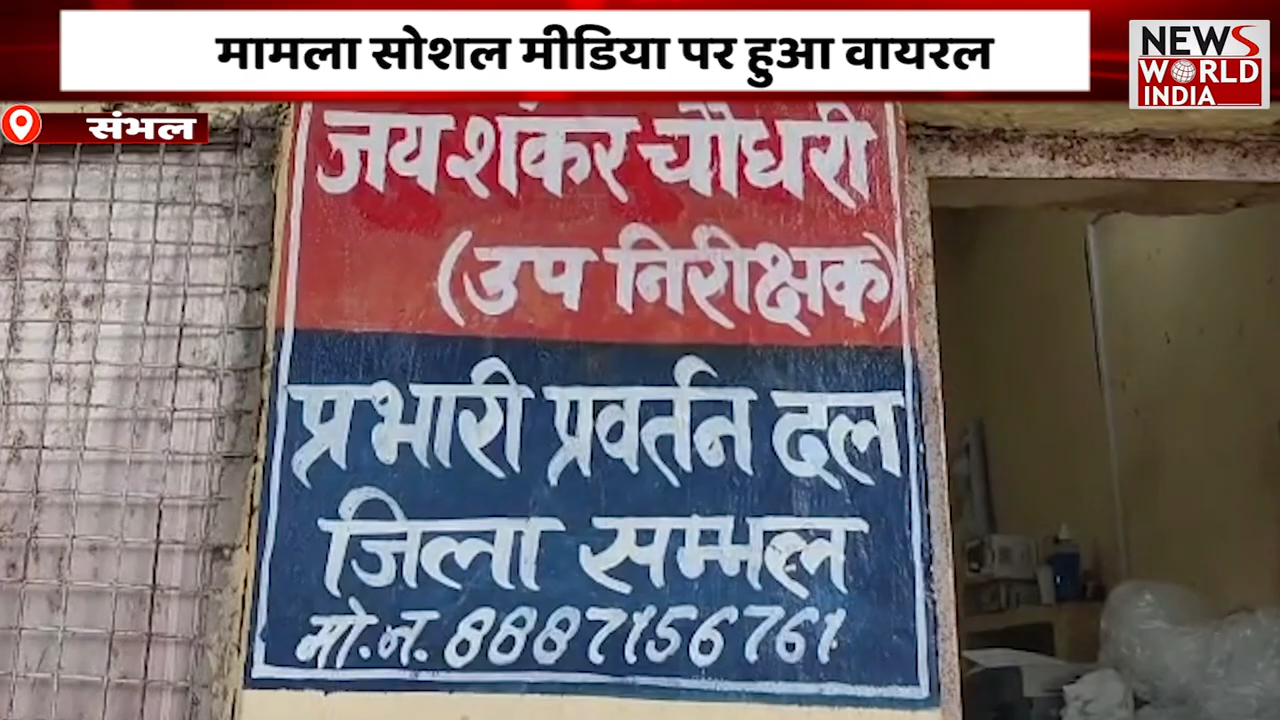 मामला सोशल मीडिया पर हुआ वायरल
NEWS
WORLD
INDIA
संभल
जय शंकर चौधरी
(उप निरीक्षक)
प्रभारी प्रवर्तन दल
जिला सम्भल
मो.न. 8887156761